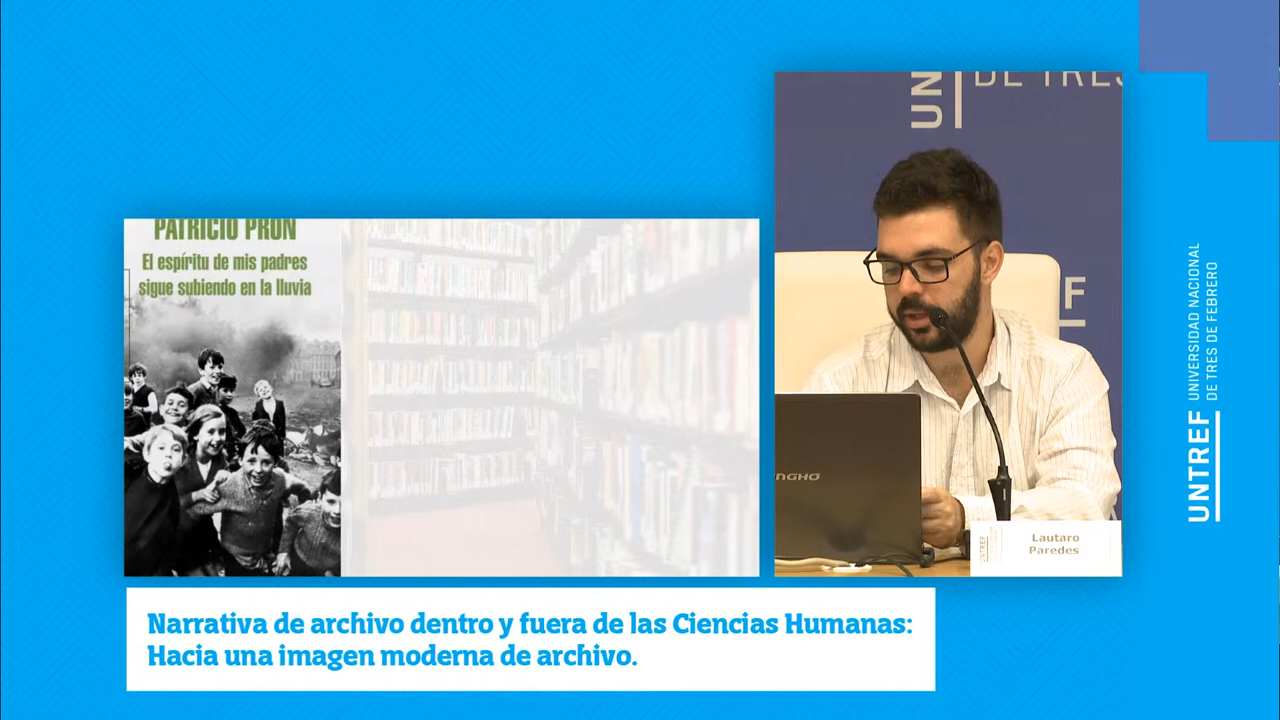 PATRICIO PRON
El espíritu de mis padres
sigue subiendo en la lluvia
UN
DE TRES
F
Lautaro
Paredes
UNTREF
Narrativa de archivo dentro y fuera de las Ciencias Humanas:
Hacia una imagen moderna de archivo.
UNTREF
UNIVERSIDAD NACIONAL
DE TRES DE FEBRERO